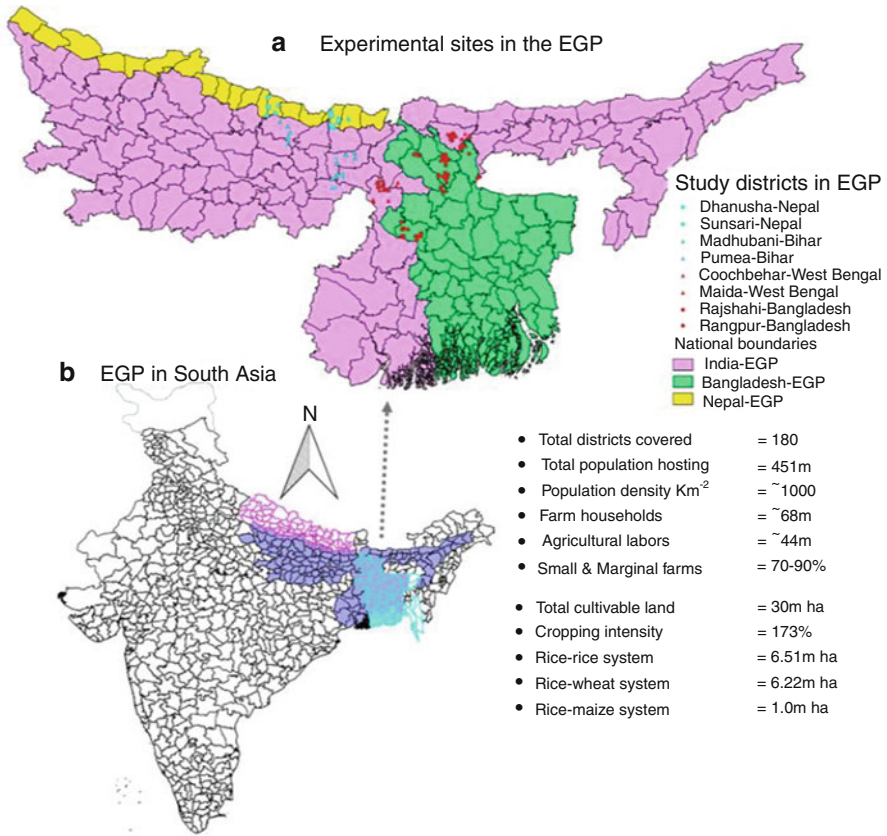 a Experimental sites in the EGP
Study districts in EGP
Dhanusha-Nepal
Sunsari-Nepal
Madhubani-Bihar
Pumea-Bihar
Coochbehar-West Bengal
Maida-West Bengal
Rajshahi-Bangladesh
Rangpur-Bangladesh
National boundaries
India-EGP
Bangladesh-EGP
Nepal-EGP
b EGP in South Asia
N
• Total districts covered = 180
• Total population hosting = 451m
• Population density Km⁻² = ~1000
• Farm households = ~68m
• Agricultural labors = ~44m
• Small & Marginal farms = 70-90%
• Total cultivable land = 30m ha
• Cropping intensity = 173%
• Rice-rice system = 6.51m ha
• Rice-wheat system = 6.22m ha
• Rice-maize system = 1.0m ha